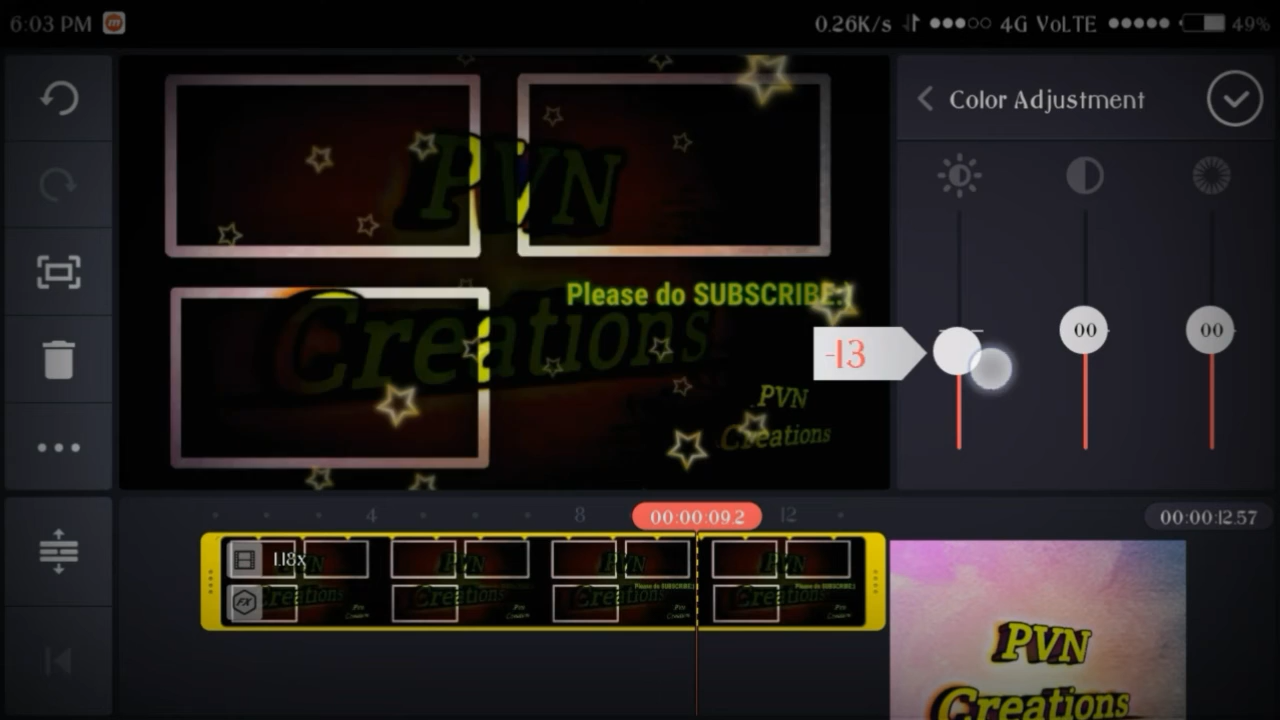 6:03 PM
0.26K/s 4G VoLTE 49%
Color Adjustment
PVN
Creations
Please do SUBSCRIBE:)
PVN
Creations
-13
00
00
4 8 00:00:09.2 12
00:00:12.57
1.18x
FX
PVN
Creations